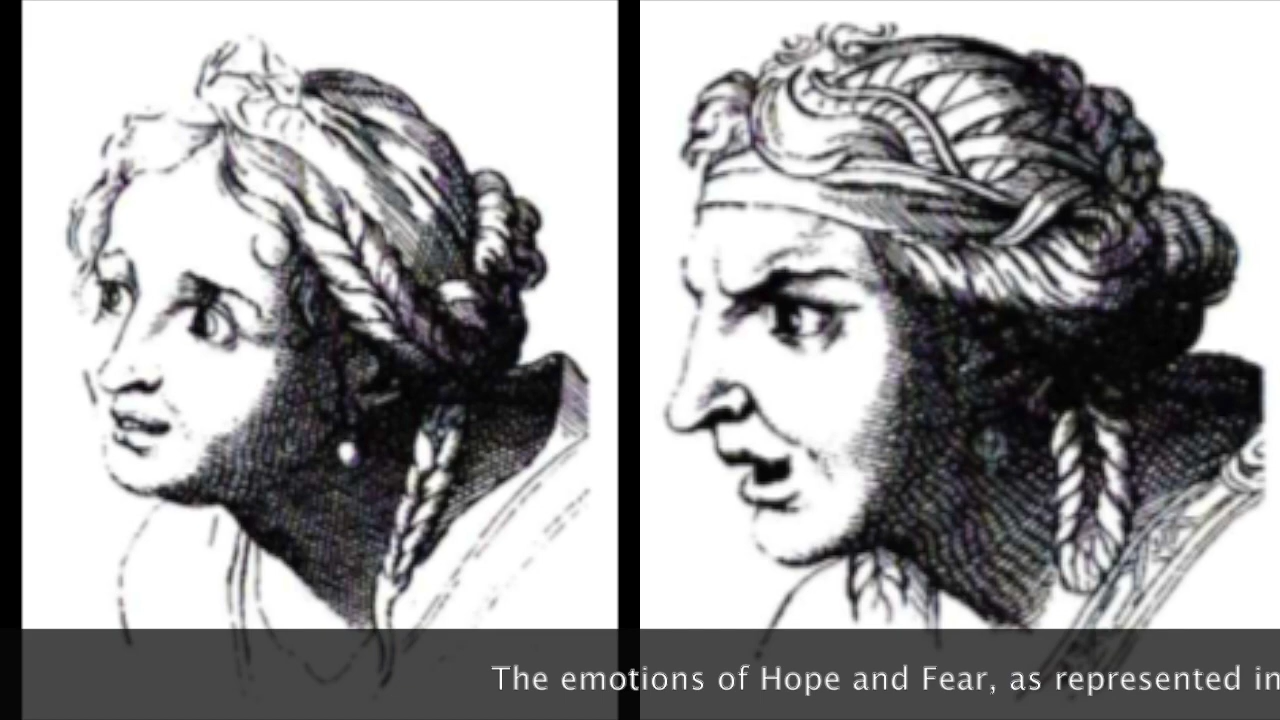 The emotions of Hope and Fear, as represented in